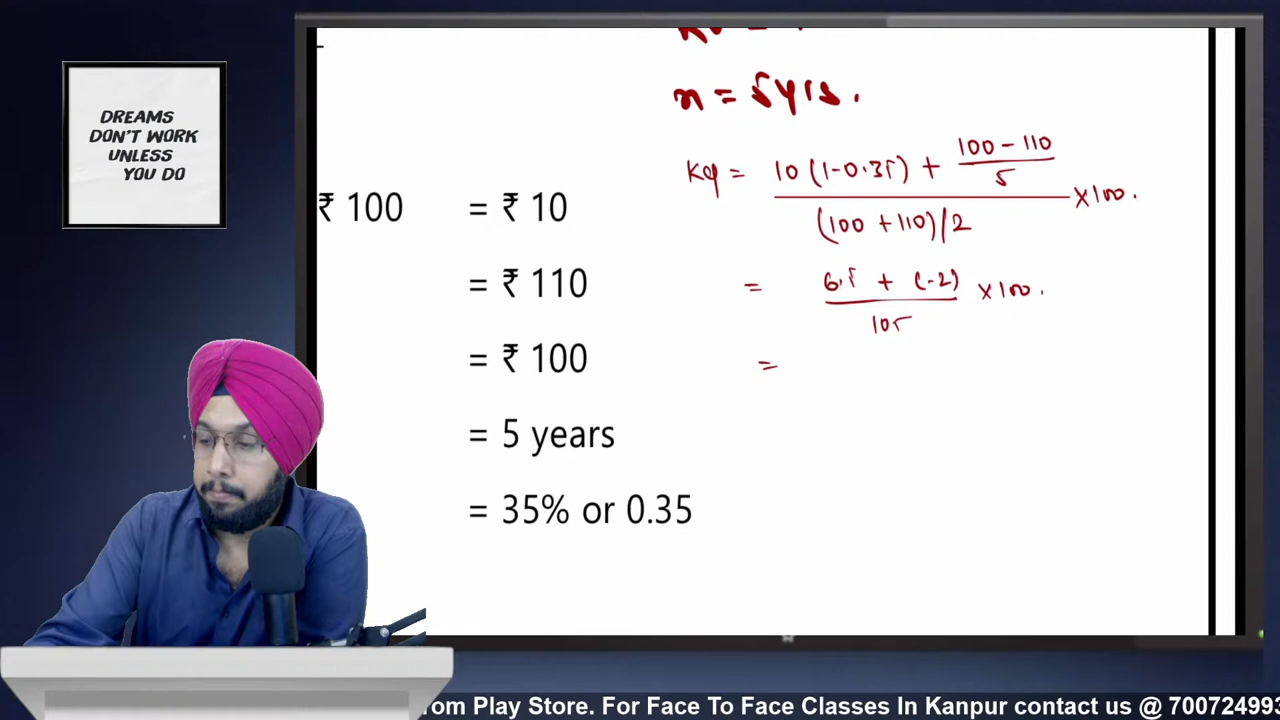 DREAMS
DON'T WORK
UNLESS
YOU DO
n = 5yrs.
Kd = 10 (1-0.35) + 100 - 110 / 5
(100 + 110)/2 × 100.
= 6.5 + (-2) / 105 × 100.
=
₹ 100 = ₹ 10
= ₹ 110
= ₹ 100
= 5 years
= 35% or 0.35
rom Play Store. For Face To Face Classes In Kanpur contact us @ 700724993